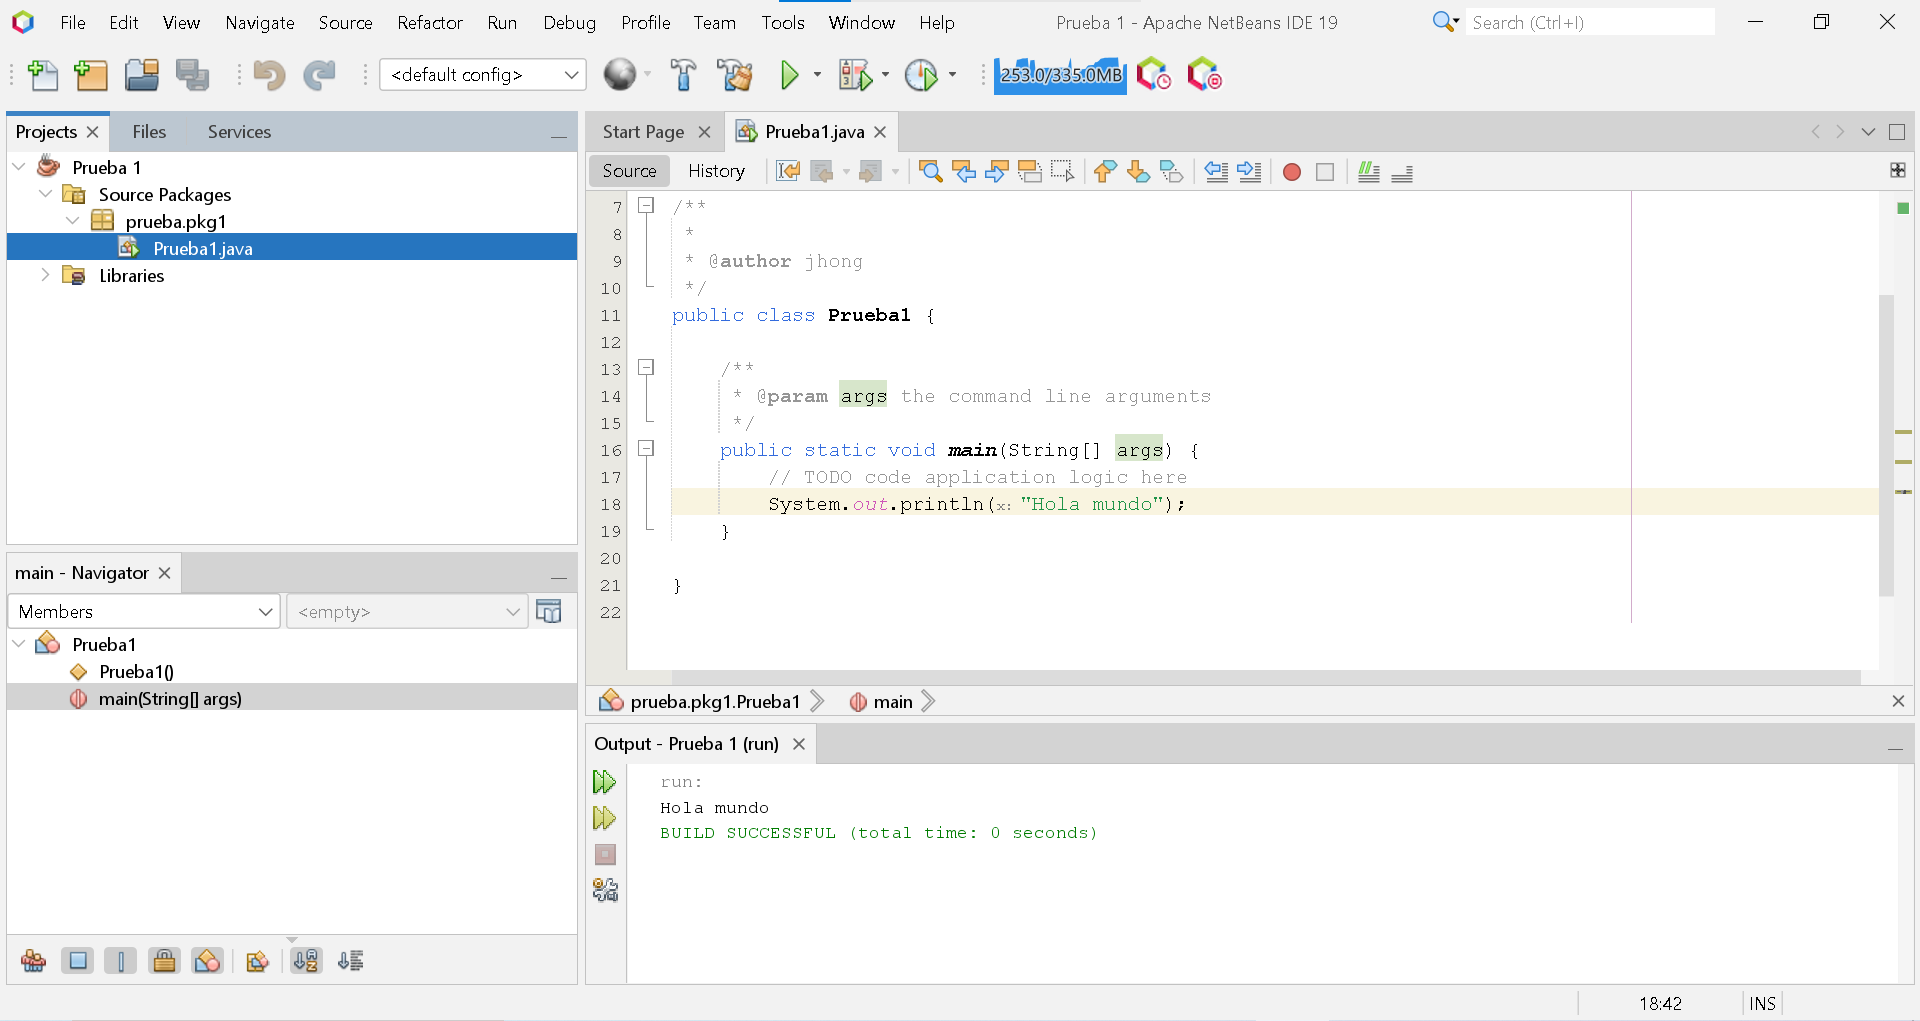 File Edit View Navigate Source Refactor Run Debug Profile Team Tools Window Help Prueba 1 - Apache NetBeans IDE 19 Search (Ctrl+I)
<default config> 253.0/335.0MB
Projects Files Services
Prueba 1
Source Packages
prueba.pkg1
Prueba1.java
Libraries
main - Navigator
Members <empty>
Prueba1
Prueba1()
main(String[] args)
Start Page Prueba1.java
Source History
7 /**
8 *
9 * @author jhong
10 */
11 public class Prueba1 {
12
13 /**
14 * @param args the command line arguments
15 */
16 public static void main(String[] args) {
17 // TODO code application logic here
18 System.out.println(x: "Hola mundo");
19 }
20
21 }
22
prueba.pkg1.Prueba1 main
Output - Prueba 1 (run)
run:
Hola mundo
BUILD SUCCESSFUL (total time: 0 seconds)
18:42 INS